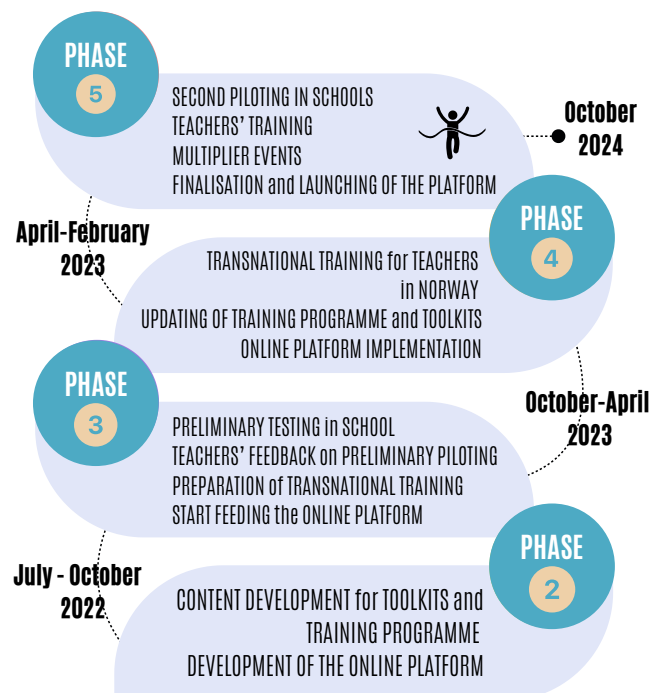 PHASE
5
SECOND PILOTING IN SCHOOLS
TEACHERS' TRAINING
MULTIPLIER EVENTS
FINALISATION and LAUNCHING OF THE PLATFORM
October
2024
April-February
2023
PHASE
4
TRANSNATIONAL TRAINING for TEACHERS
in NORWAY
UPDATING OF TRAINING PROGRAMME and TOOLKITS
ONLINE PLATFORM IMPLEMENTATION
PHASE
3
October-April
2023
PRELIMINARY TESTING in SCHOOL
TEACHERS' FEEDBACK on PRELIMINARY PILOTING
PREPARATION of TRANSNATIONAL TRAINING
START FEEDING the ONLINE PLATFORM
July - October
2022
PHASE
2
CONTENT DEVELOPMENT for TOOLKITS and
TRAINING PROGRAMME
DEVELOPMENT OF THE ONLINE PLATFORM